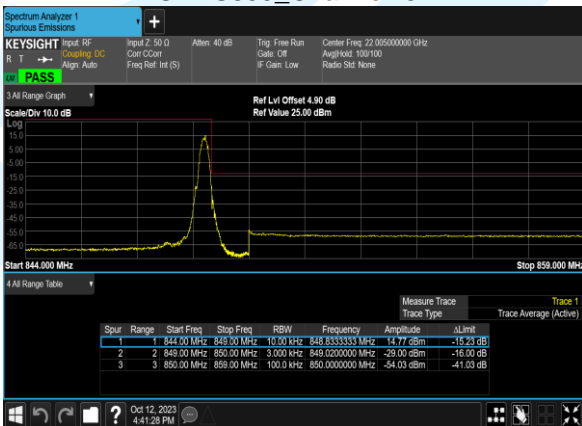 Spectrum Analyzer 1
Spurious Emissions
KEYSIGHT
R T
LW PASS
Input: RF
Coupling: DC
Align: Auto
Input Z: 50 Ω
Corr CCorr
Freq Ref: Int (S)
Atten: 40 dB
Trig: Free Run
Gate: Off
IF Gain: Low
Center Freq: 22.005000000 GHz
Avg|Hold: 100/100
Radio Std: None
3 All Range Graph
Scale/Div 10.0 dB
Ref Lvl Offset 4.90 dB
Ref Value 25.00 dBm
Log
15.0
5.00
-5.00
-15.0
-25.0
-35.0
-45.0
-55.0
-65.0
Start 844.000 MHz
Stop 859.000 MHz
4 All Range Table
Measure Trace Trace 1
Trace Type Trace Average (Active)
Spur Range Start Freq Stop Freq RBW Frequency Amplitude ΔLimit
1 1 844.00 MHz 849.00 MHz 10.00 kHz 848.8333333 MHz 14.77 dBm -15.23 dB
2 2 849.00 MHz 850.00 MHz 3.000 kHz 849.0200000 MHz -29.00 dBm -16.00 dB
3 3 850.00 MHz 859.00 MHz 100.0 kHz 850.0000000 MHz -54.03 dBm -41.03 dB
? Oct 12, 2023
4:41:28 PM